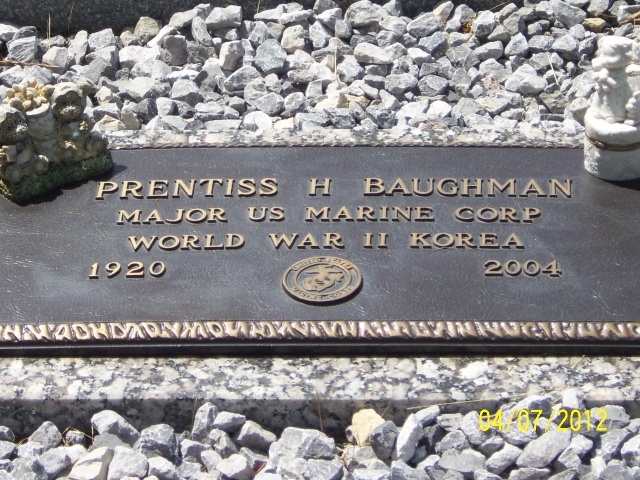 PRENTISS H BAUGHMAN
MAJOR US MARINE CORP
WORLD WAR II KOREA
1920 2004
04/07/2012